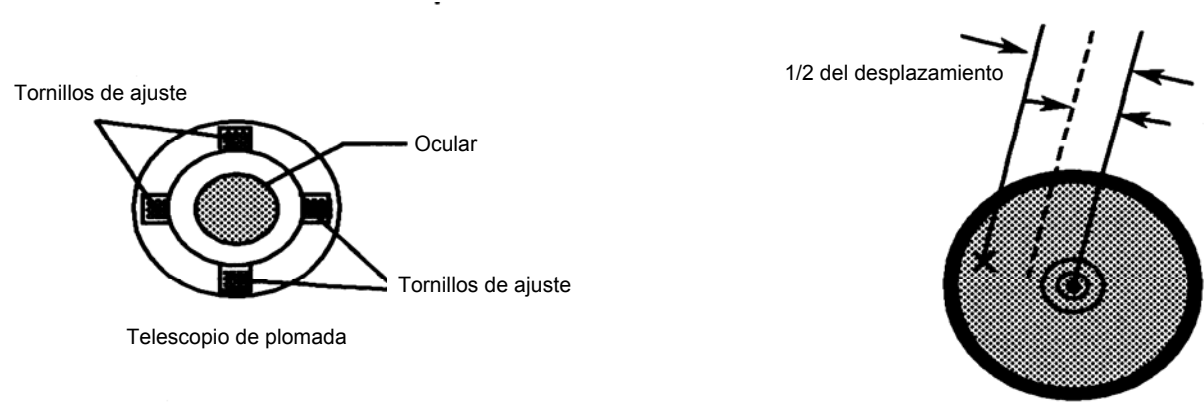 1/2 del desplazamiento
Tornillos de ajuste
Ocular
Tornillos de ajuste
Telescopio de plomada